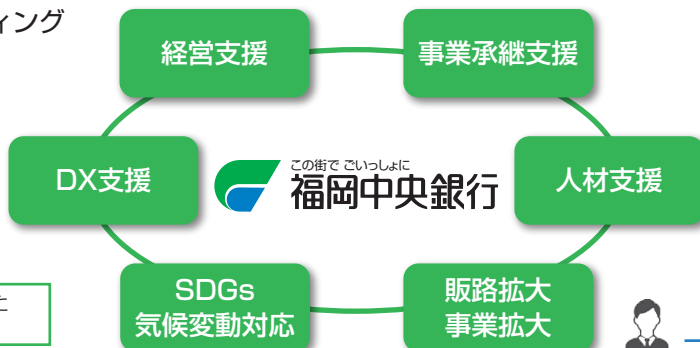 ィング
経営支援
事業承継支援
DX支援
この街で ごいっしょに
福岡中央銀行
人材支援
SDGs
気候変動対応
販路拡大
事業拡大
た